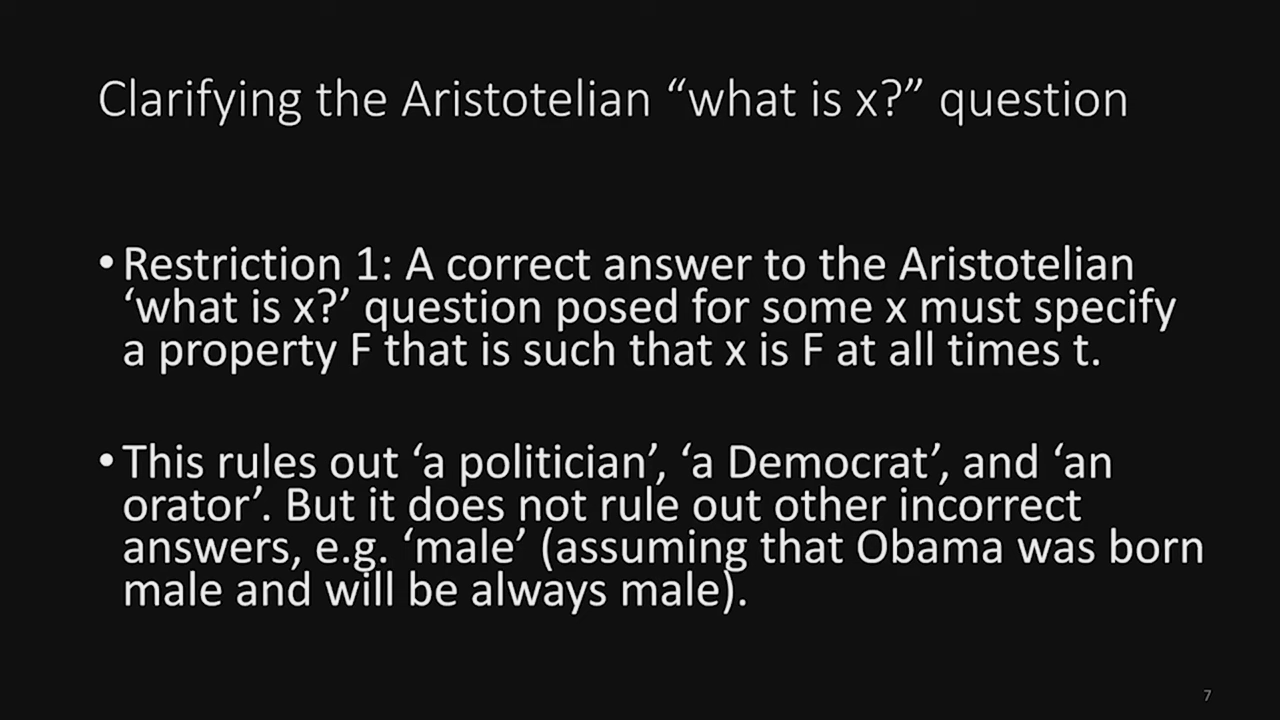 Clarifying the Aristotelian “what is x?” question
• Restriction 1: A correct answer to the Aristotelian
‘what is x?’ question posed for some x must specify
a property F that is such that x is F at all times t.
• This rules out ‘a politician’, ‘a Democrat’, and ‘an
orator’. But it does not rule out other incorrect
answers, e.g. ‘male’ (assuming that Obama was born
male and will be always male).
7